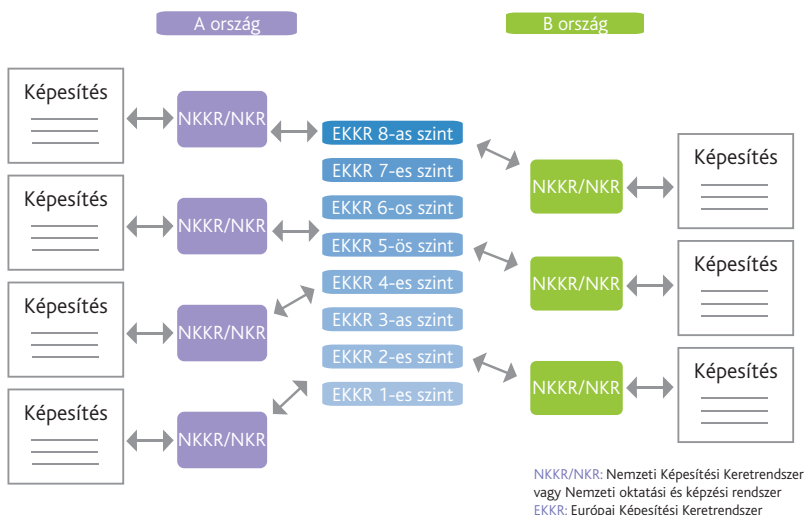 A ország
B ország
Képesítés
NKKR/NKR
Képesítés
NKKR/NKR
Képesítés
NKKR/NKR
Képesítés
NKKR/NKR
EKKR 8-as szint
EKKR 7-es szint
EKKR 6-os szint
EKKR 5-ös szint
EKKR 4-es szint
EKKR 3-as szint
EKKR 2-es szint
EKKR 1-es szint
NKKR/NKR
Képesítés
NKKR/NKR
Képesítés
NKKR/NKR
Képesítés
NKKR/NKR: Nemzeti Képesítési Keretrendszer
vagy Nemzeti oktatási és képzési rendszer
EKKR: Európai Képesítési Keretrendszer